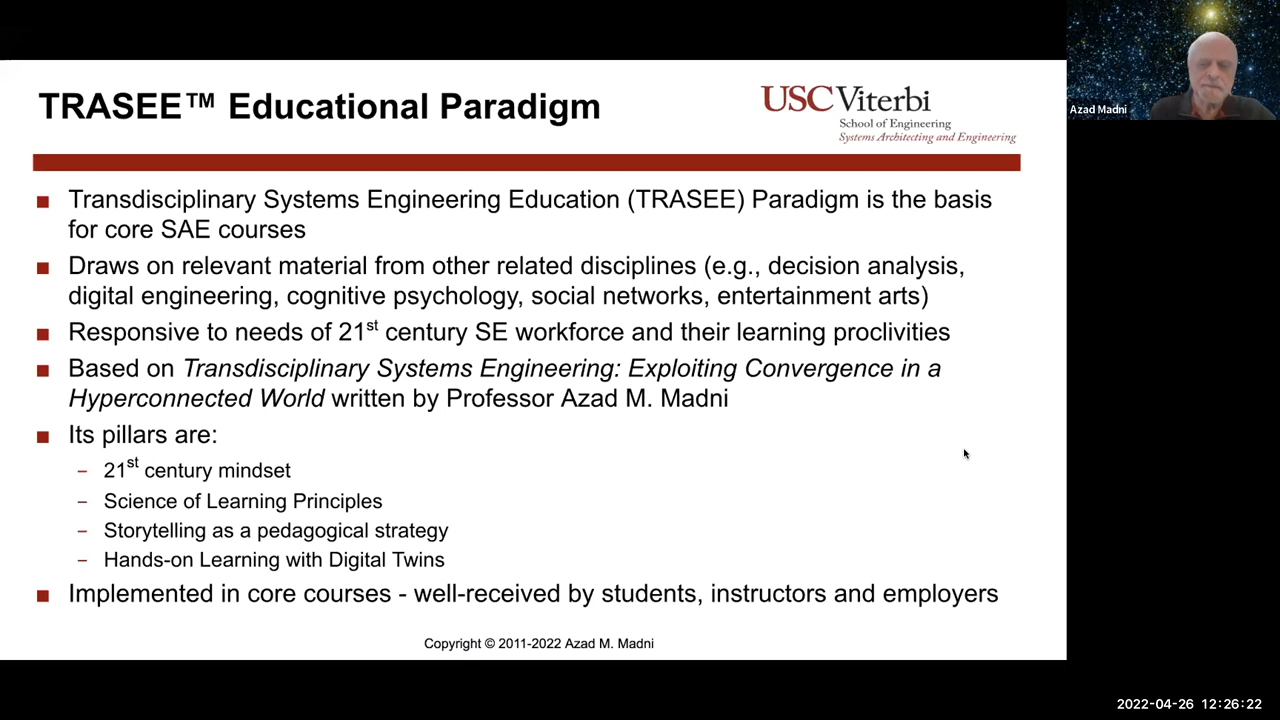 TRASEE™ Educational Paradigm
USC Viterbi
School of Engineering
Systems Architecting and Engineering
Azad Madni
■ Transdisciplinary Systems Engineering Education (TRASEE) Paradigm is the basis
for core SAE courses
■ Draws on relevant material from other related disciplines (e.g., decision analysis,
digital engineering, cognitive psychology, social networks, entertainment arts)
■ Responsive to needs of 21st century SE workforce and their learning proclivities
■ Based on Transdisciplinary Systems Engineering: Exploiting Convergence in a
Hyperconnected World written by Professor Azad M. Madni
■ Its pillars are:
– 21st century mindset
– Science of Learning Principles
– Storytelling as a pedagogical strategy
– Hands-on Learning with Digital Twins
■ Implemented in core courses - well-received by students, instructors and employers
Copyright © 2011-2022 Azad M. Madni
2022-04-26 12:26:22